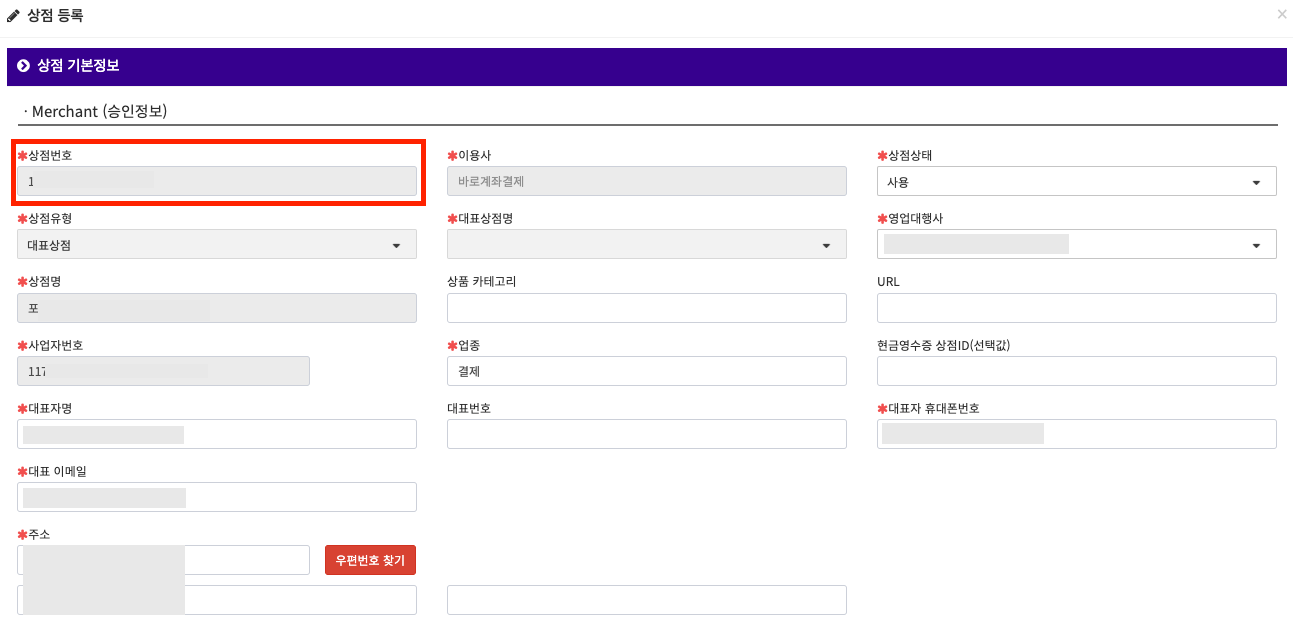 상점 등록
×
상점 기본정보
· Merchant (승인정보)
✱상점번호 ✱이용사 ✱상점상태
1 바로계좌결제 사용
✱상점유형 ✱대표상점명 ✱영업대행사
대표상점
✱상점명 상품 카테고리 URL
포
✱사업자번호 ✱업종 현금영수증 상점ID(선택값)
117 결제
✱대표자명 대표번호 ✱대표자 휴대폰번호
✱대표 이메일
✱주소
우편번호 찾기